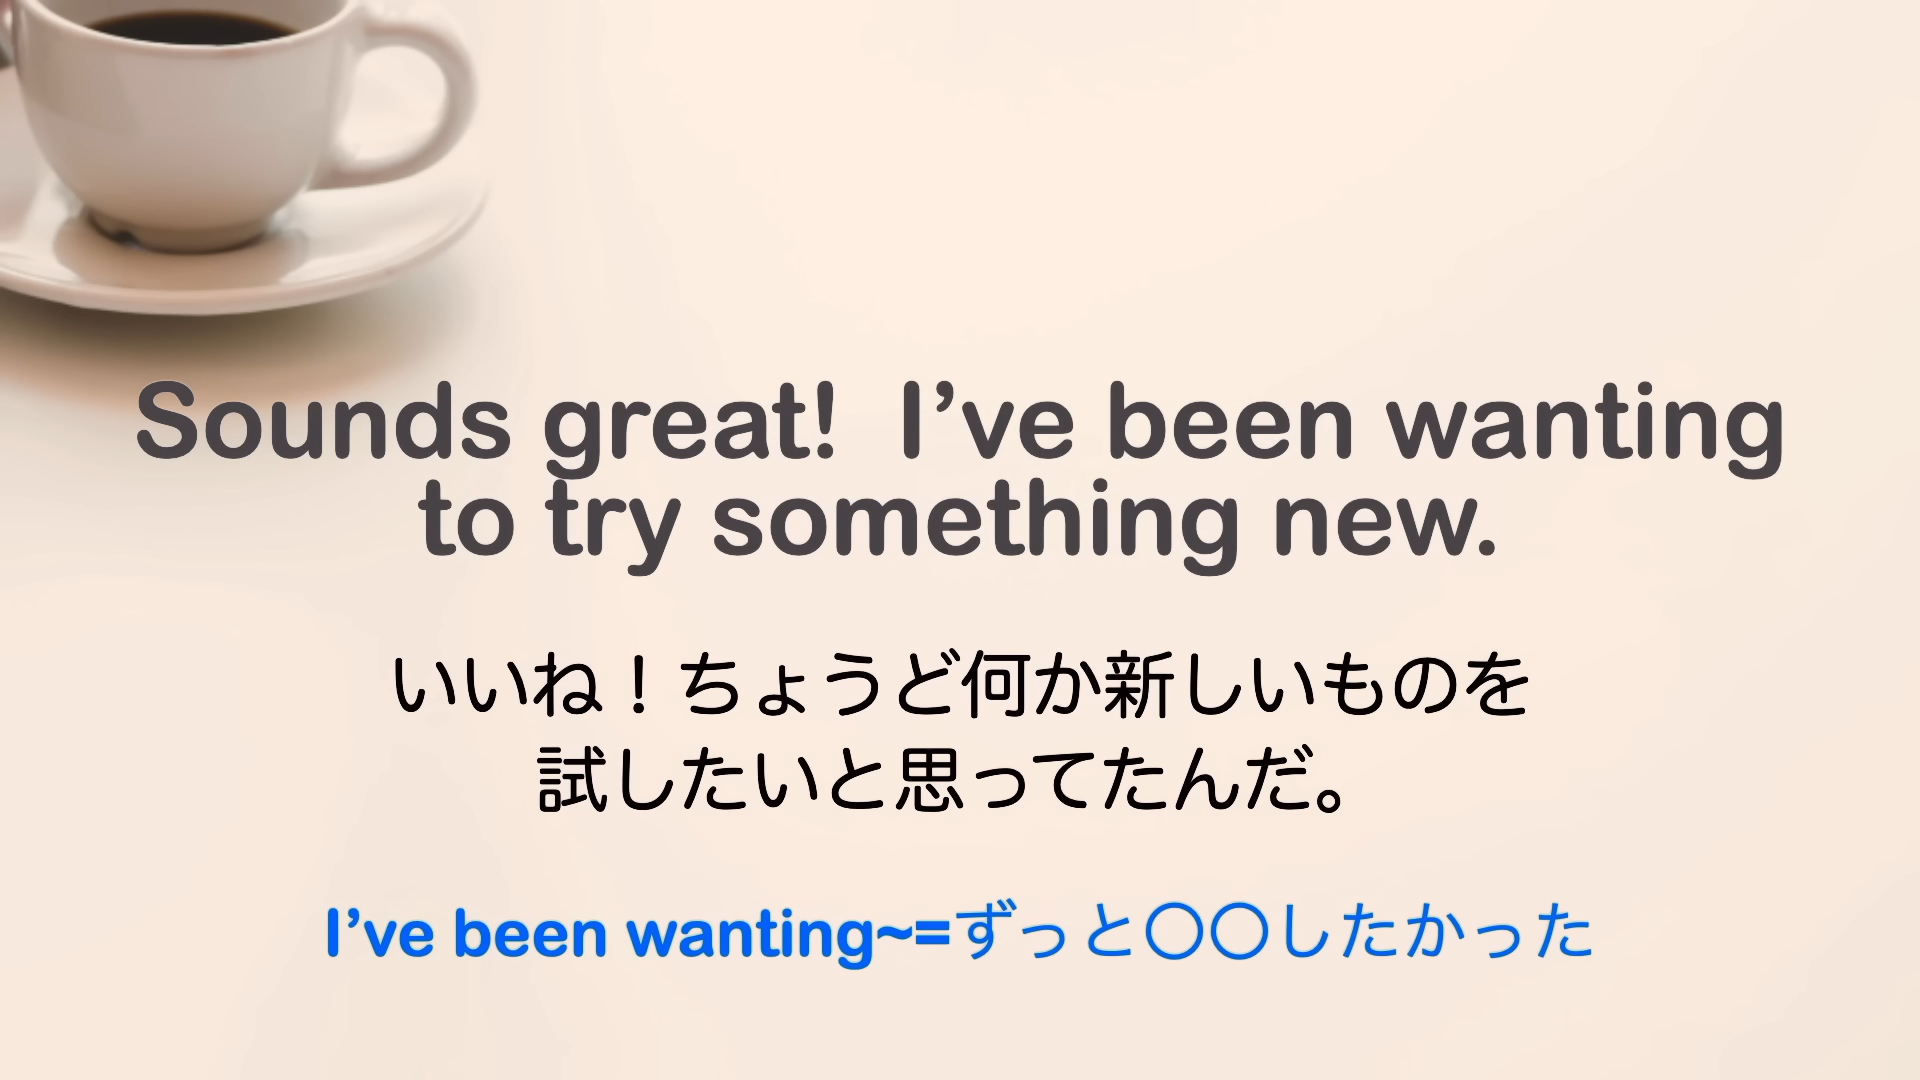 Sounds great!  I’ve been wanting
to try something new.
いいね！ちょうど何か新しいものを
試したいと思ってたんだ。
I’ve been wanting~=ずっと〇〇したかった